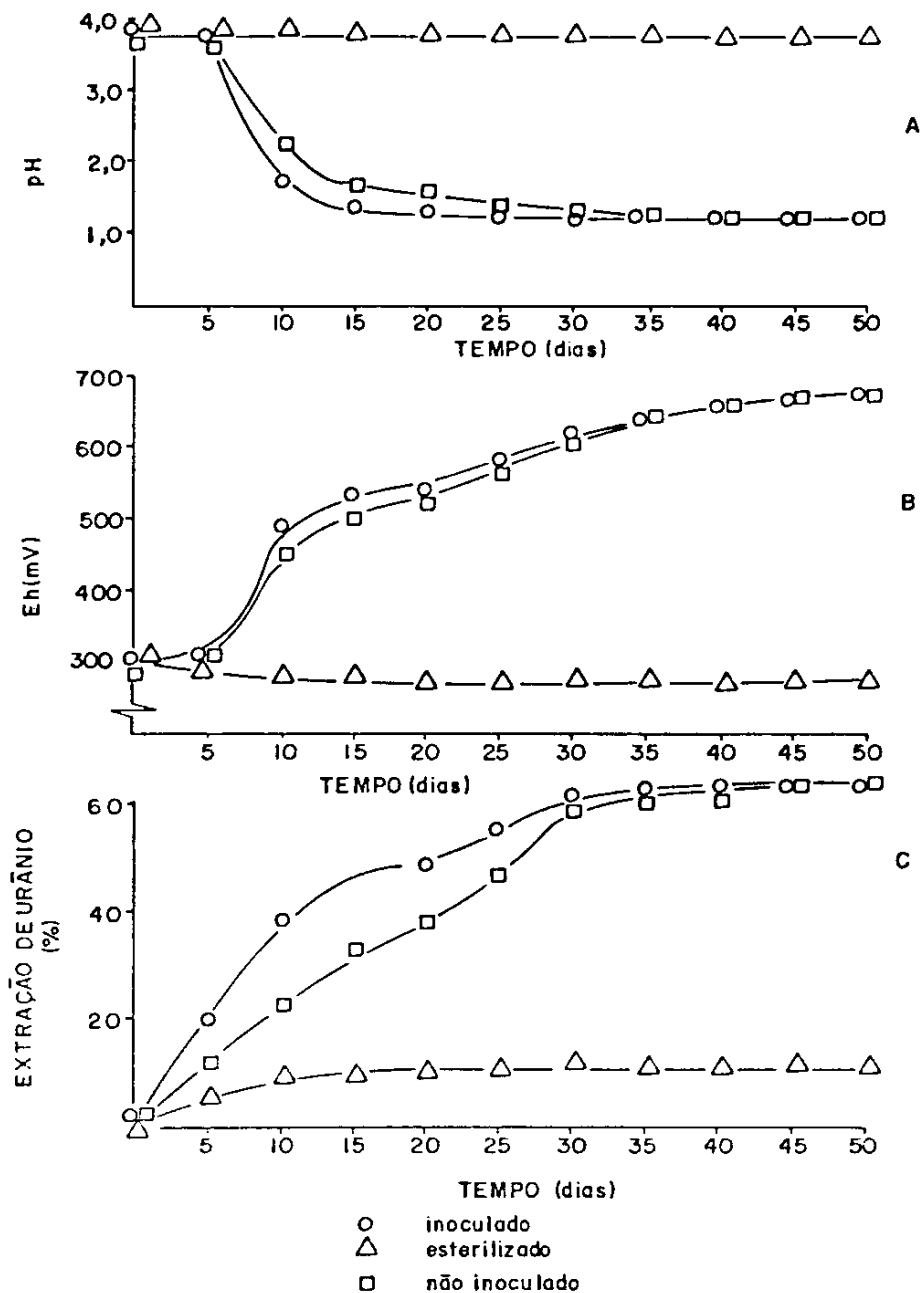 4,0
3,0
2,0
1,0
pH
A
5 10 15 20 25 30 35 40 45 50
TEMPO (dias)
700
600
500
400
300
Eh(mV)
B
5 10 15 20 25 30 35 40 45 50
TEMPO (dias)
60
40
20
EXTRAÇÃO DE URÂNIO
(%)
C
5 10 15 20 25 30 35 40 45 50
TEMPO (dias)
inoculado
esterilizado
não inoculado